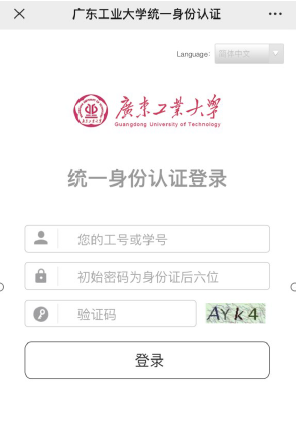 广东工业大学统一身份认证
Language: 简体中文
廣東工業大學
Guangdong University of Technology
统一身份认证登录
您的工号或学号
初始密码为身份证后六位
验证码
AYk4
登录